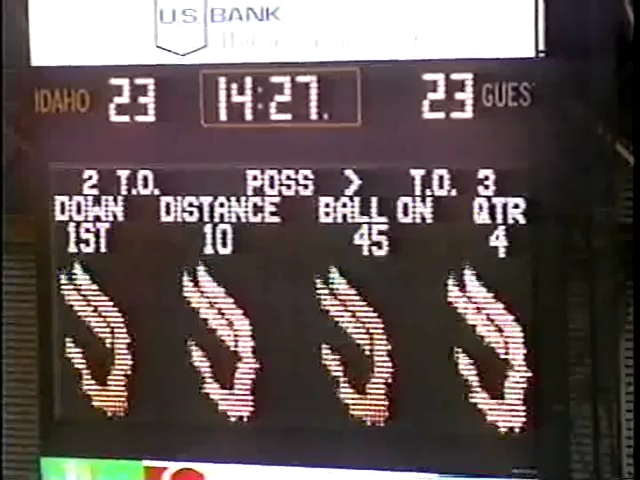 US BANK
IDAHO 23 14:27. 23 GUES
2 T.O. POSS > T.O. 3
DOWN DISTANCE BALL ON QTR
1ST 10 45 4